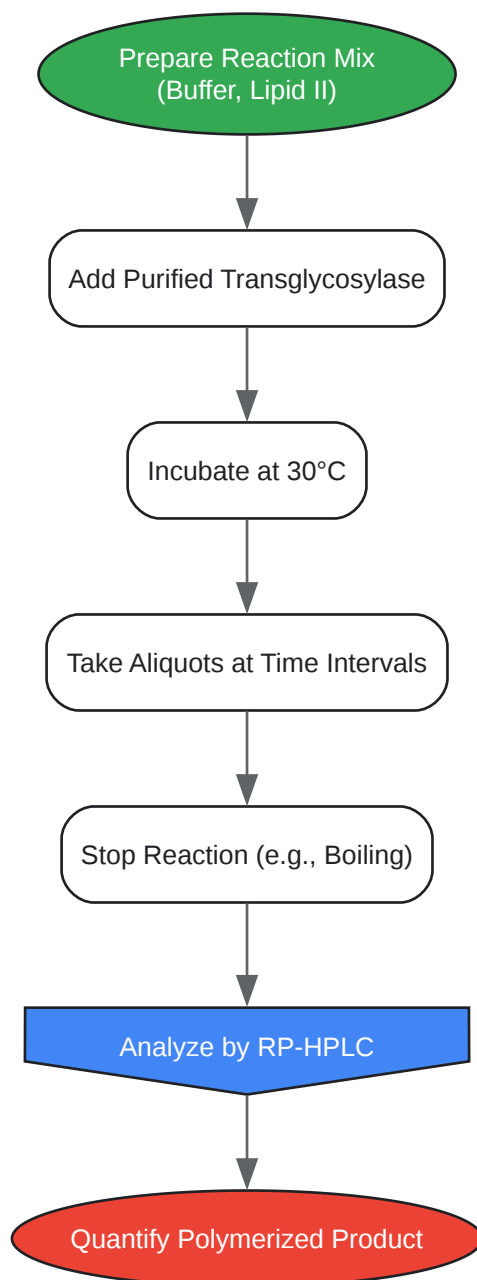 Prepare Reaction Mix
(Buffer, Lipid II)
Add Purified Transglycosylase
Incubate at 30°C
Take Aliquots at Time Intervals
Stop Reaction (e.g., Boiling)
Analyze by RP-HPLC
Quantify Polymerized Product